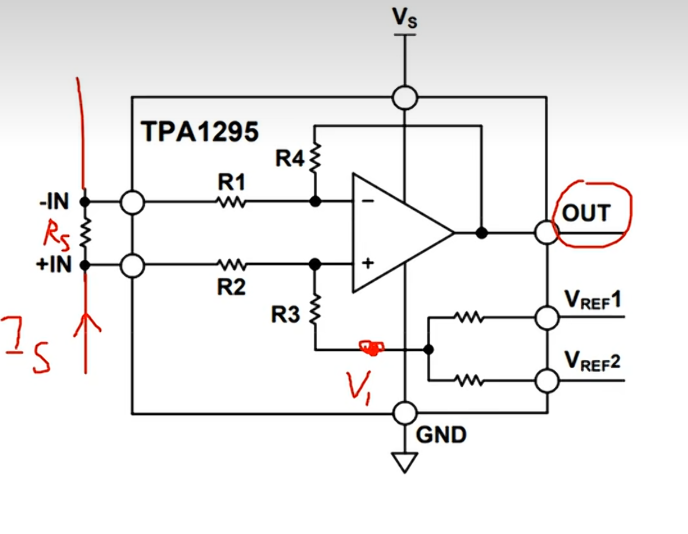 Vs
TPA1295
R4
R1
-IN
OUT
Rs
+IN
R2
R3
VREF1
Is
VREF2
V1
GND